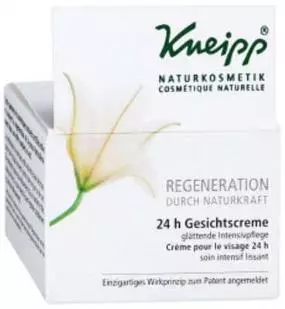 Kneipp
NATURKOSMETIK
COSMÉTIQUE NATURELLE
REGENERATION
DURCH NATURKRAFT
24 h Gesichtscreme
glättende Intensivpflege
Crème pour le visage 24 h
soin intensif lissant
Einzigartiges Wirkprinzip zum Patent angemeldet